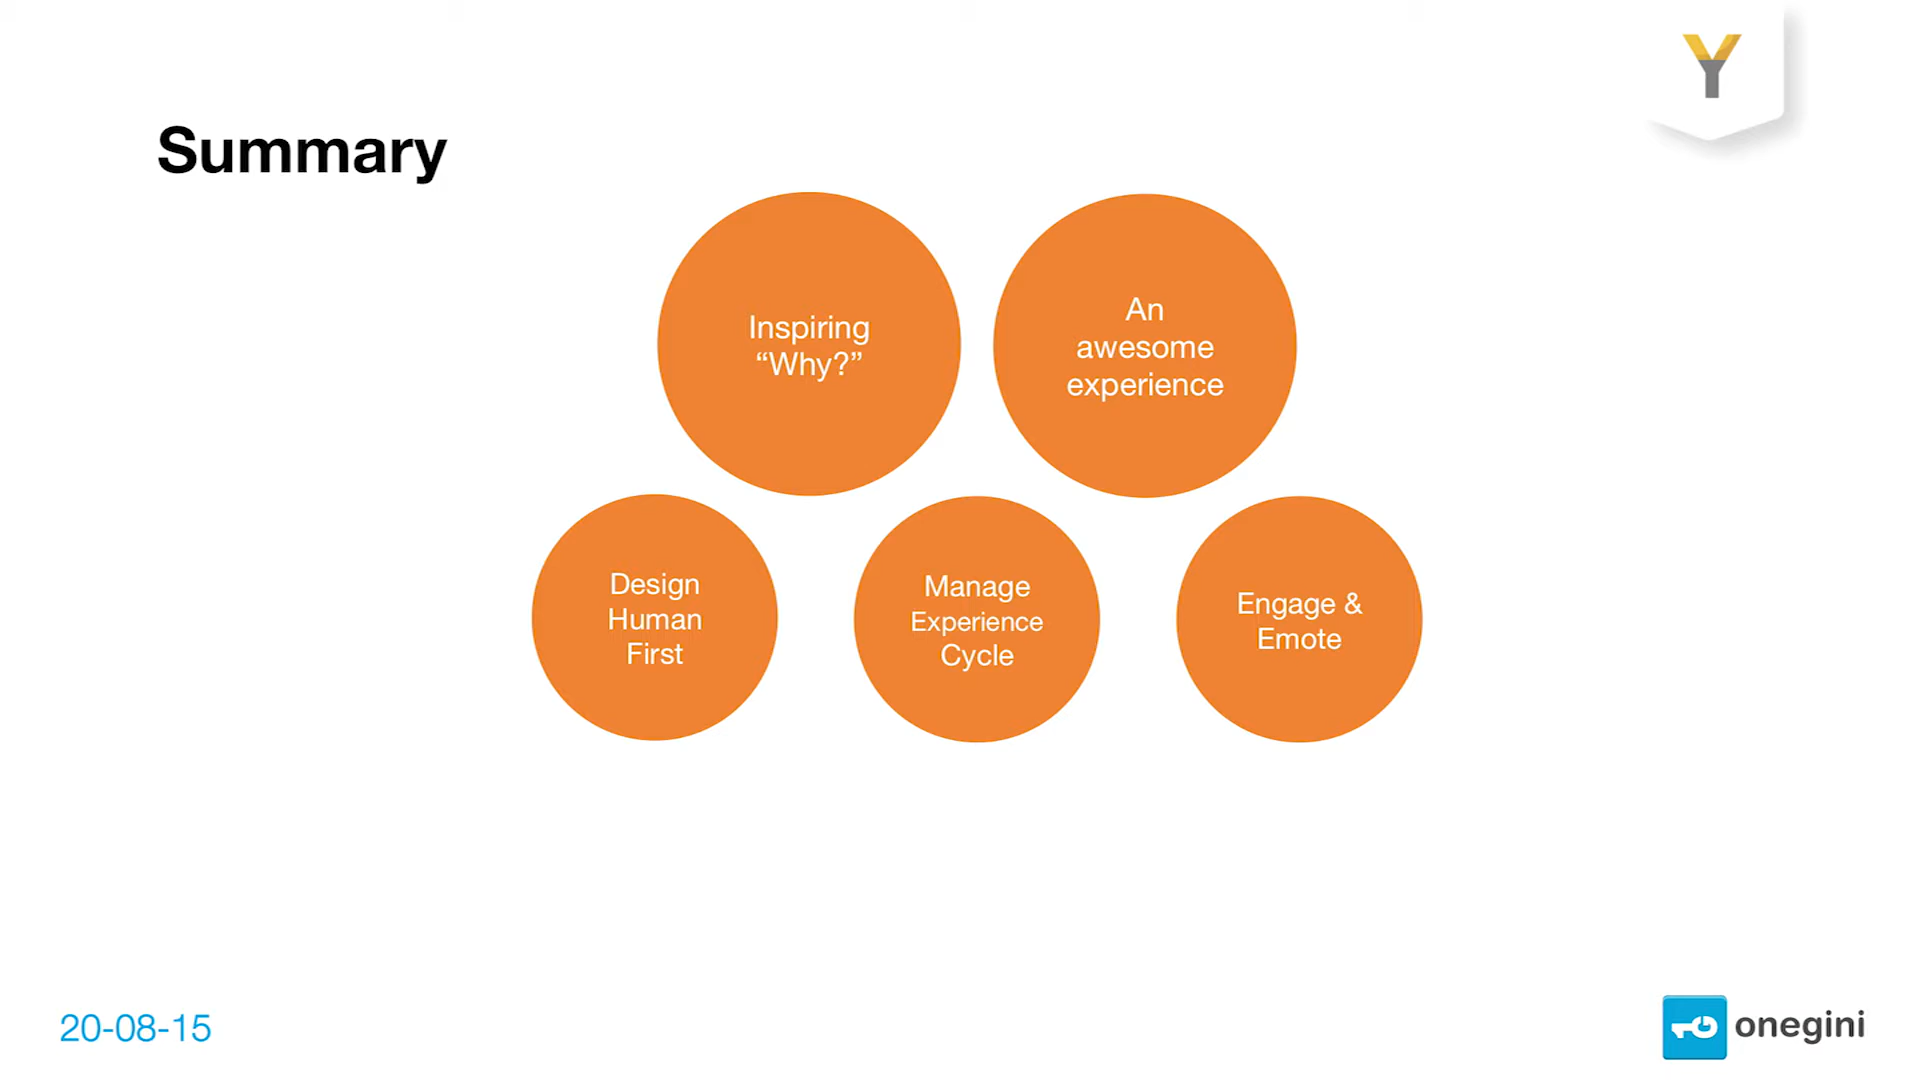 Y
Summary
Inspiring
“Why?”
An
awesome
experience
Design
Human
First
Manage
Experience
Cycle
Engage &
Emote
20-08-15
onegini